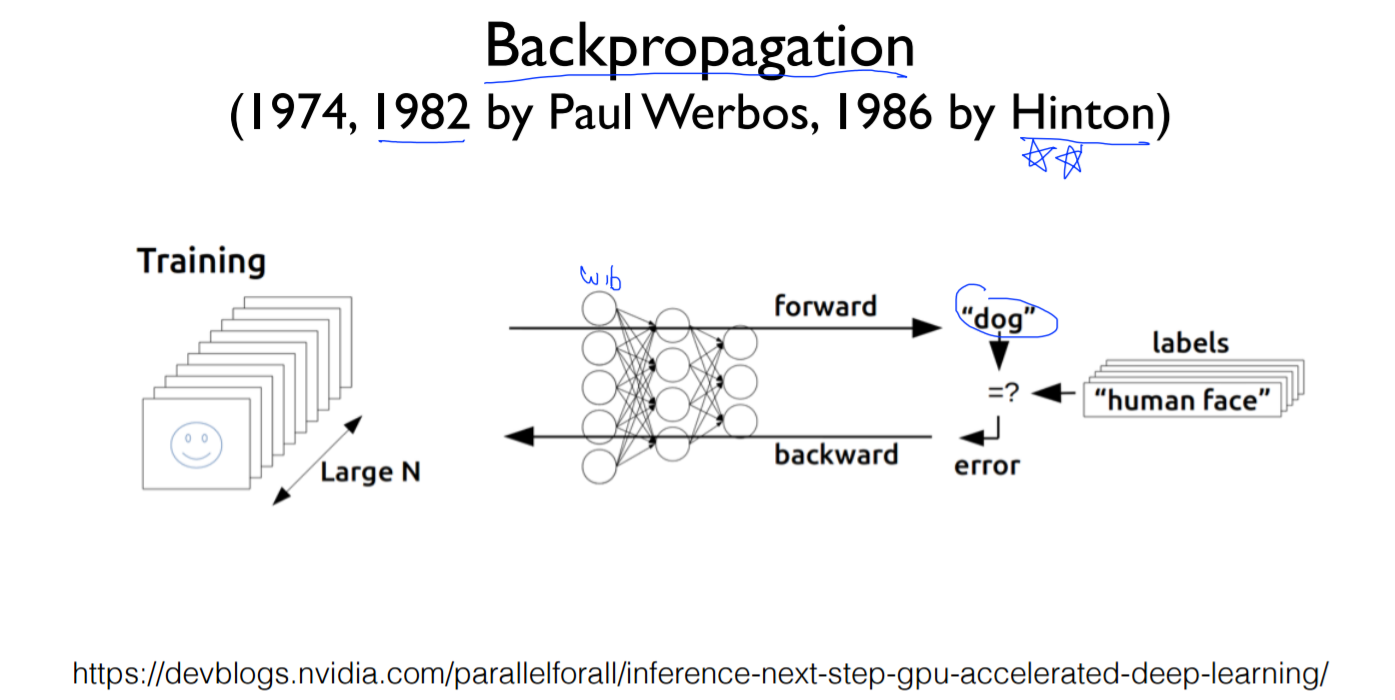 Backpropagation
(1974, 1982 by Paul Werbos, 1986 by Hinton)
Training
w,b
forward
"dog"
labels
=?
"human face"
backward
error
Large N
https://devblogs.nvidia.com/parallelforall/inference-next-step-gpu-accelerated-deep-learning/